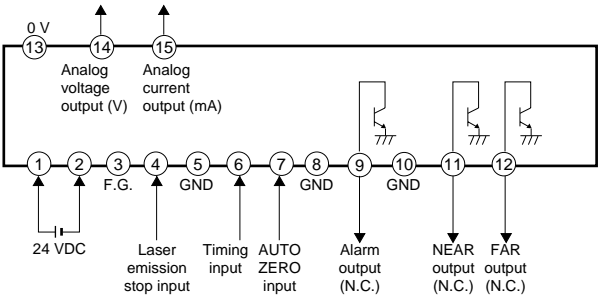 0 V
13
14
15
Analog
voltage
output (V)
Analog
current
output (mA)
1
2
3
4
5
6
7
8
9
10
11
12
F.G.
GND
GND
GND
24 VDC
Laser
emission
stop input
Timing
input
AUTO
ZERO
input
Alarm
output
(N.C.)
NEAR
output
(N.C.)
FAR
output
(N.C.)